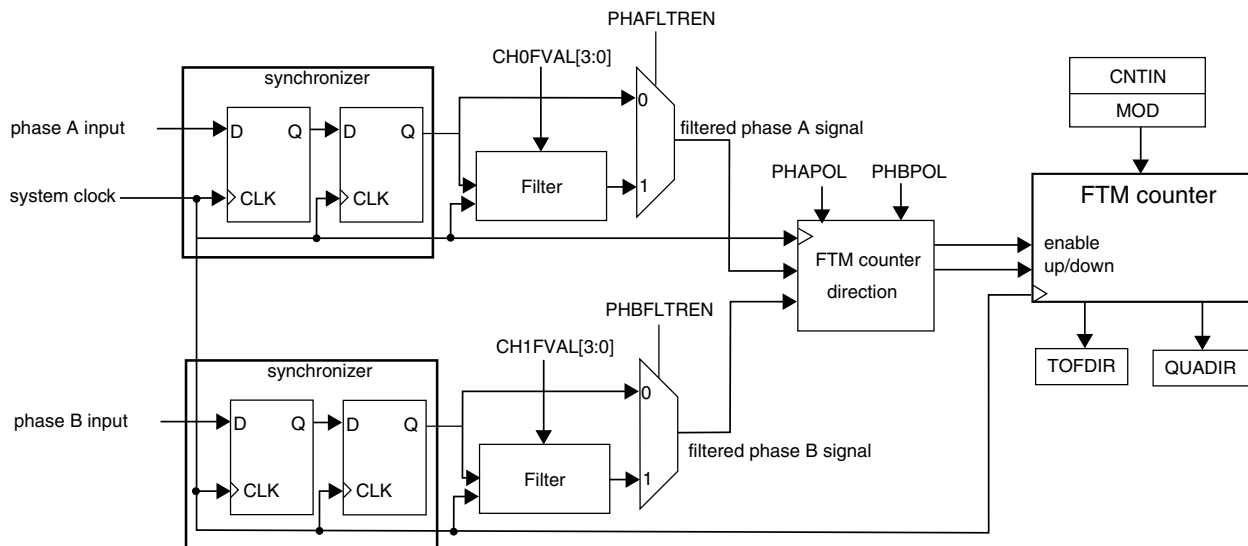 PHAFLTREN
CH0FVAL[3:0]
synchronizer
CNTIN
MOD
phase A input
D Q D Q
0
filtered phase A signal
system clock
CLK CLK
Filter
1
PHAPOL PHBPOL
FTM counter
enable
up/down
FTM counter
direction
PHBFLTREN
CH1FVAL[3:0]
synchronizer
TOFDIR QUADIR
phase B input
D Q D Q
0
filtered phase B signal
CLK CLK
Filter
1